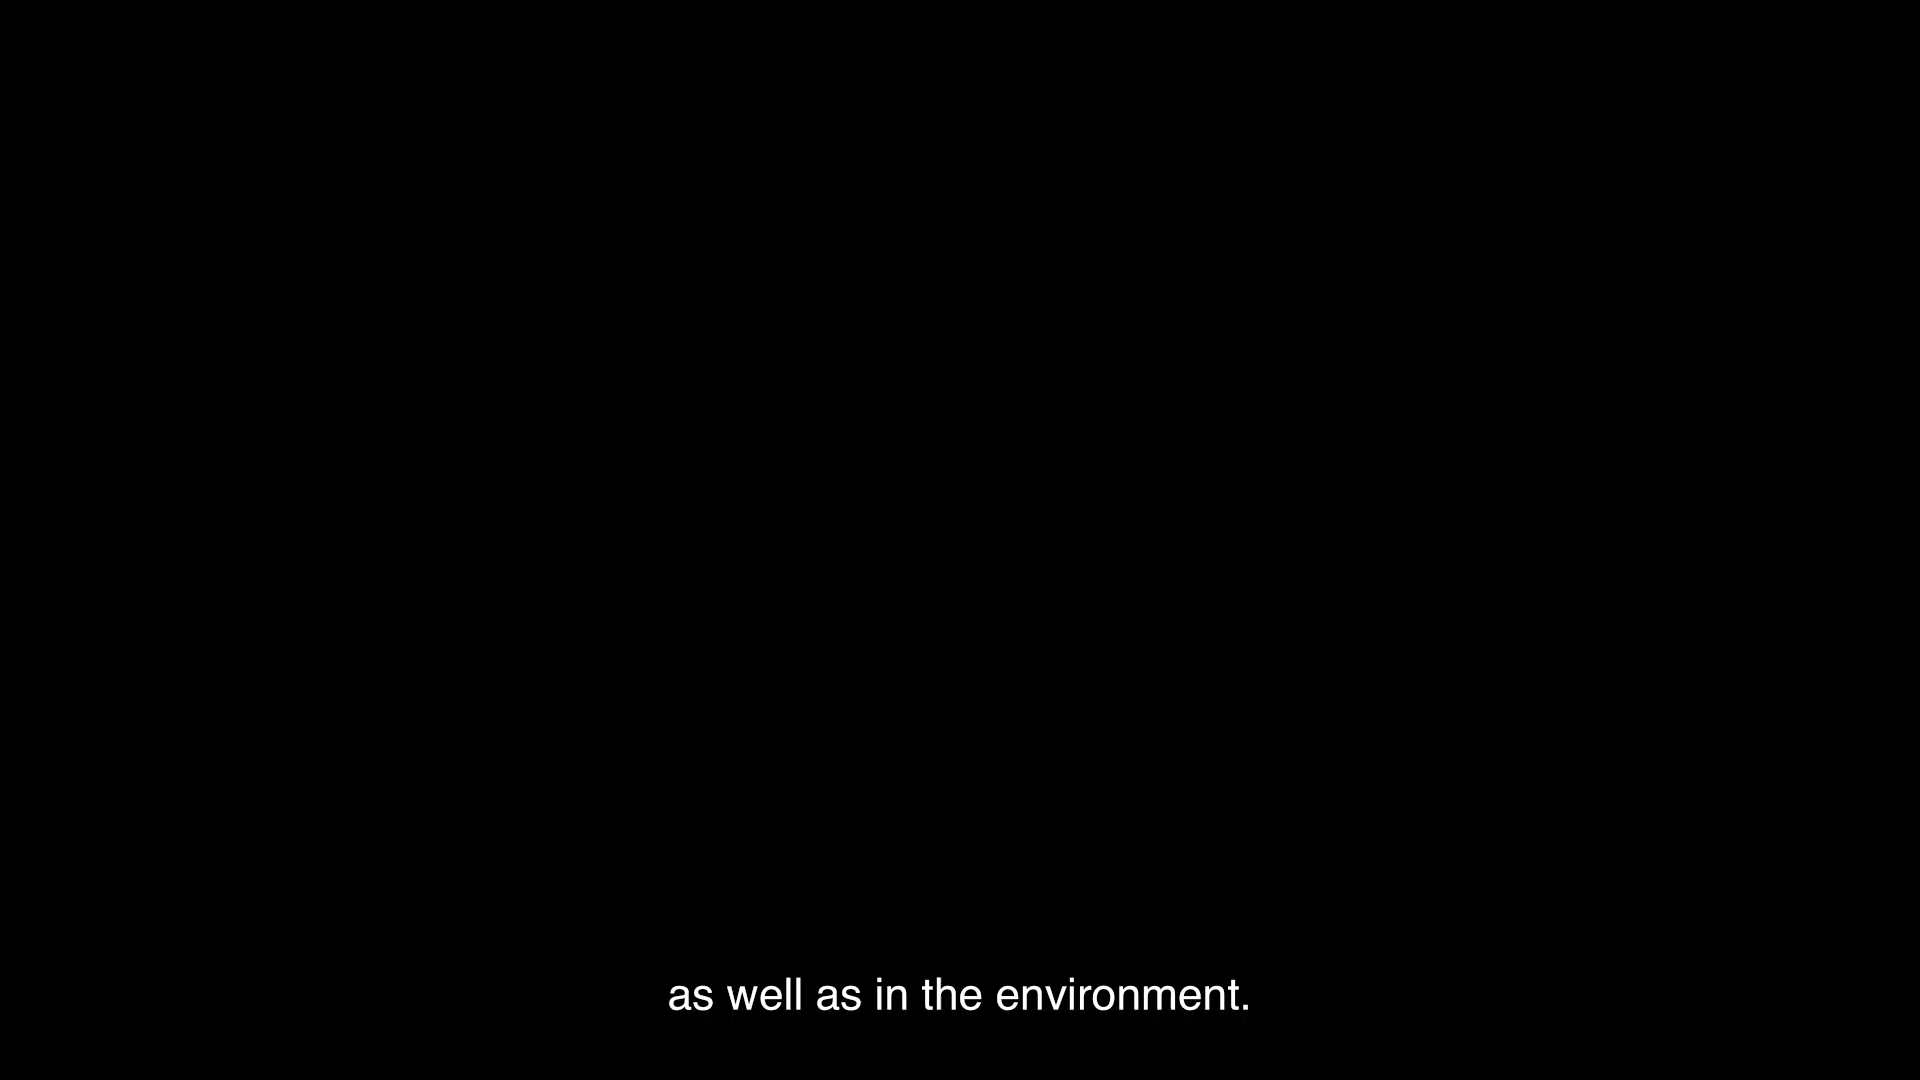 as well as in the environment.